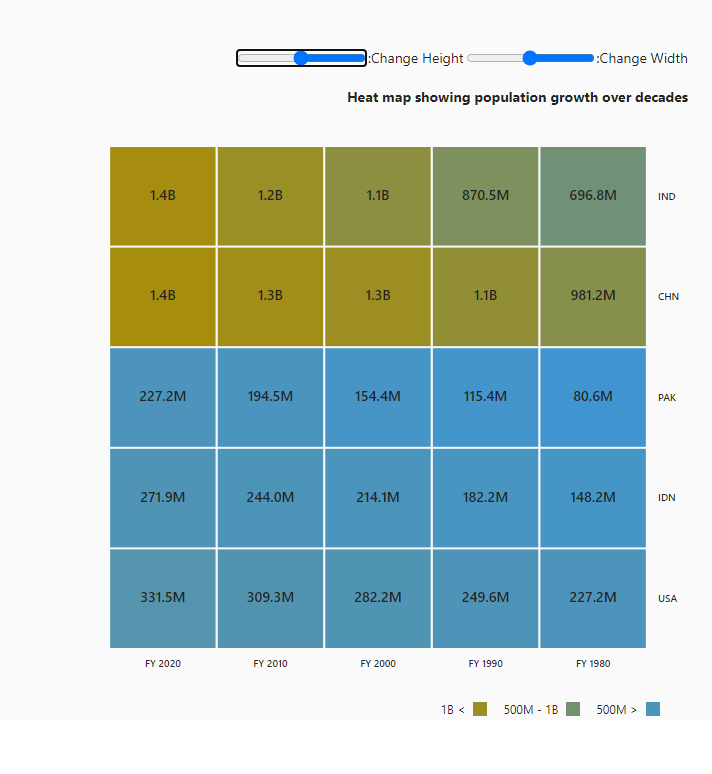 :Change Height :Change Width
Heat map showing population growth over decades
1.4B 1.2B 1.1B 870.5M 696.8M IND
1.4B 1.3B 1.3B 1.1B 981.2M CHN
227.2M 194.5M 154.4M 115.4M 80.6M PAK
271.9M 244.0M 214.1M 182.2M 148.2M IDN
331.5M 309.3M 282.2M 249.6M 227.2M USA
FY 2020 FY 2010 FY 2000 FY 1990 FY 1980
1B < 500M - 1B 500M >